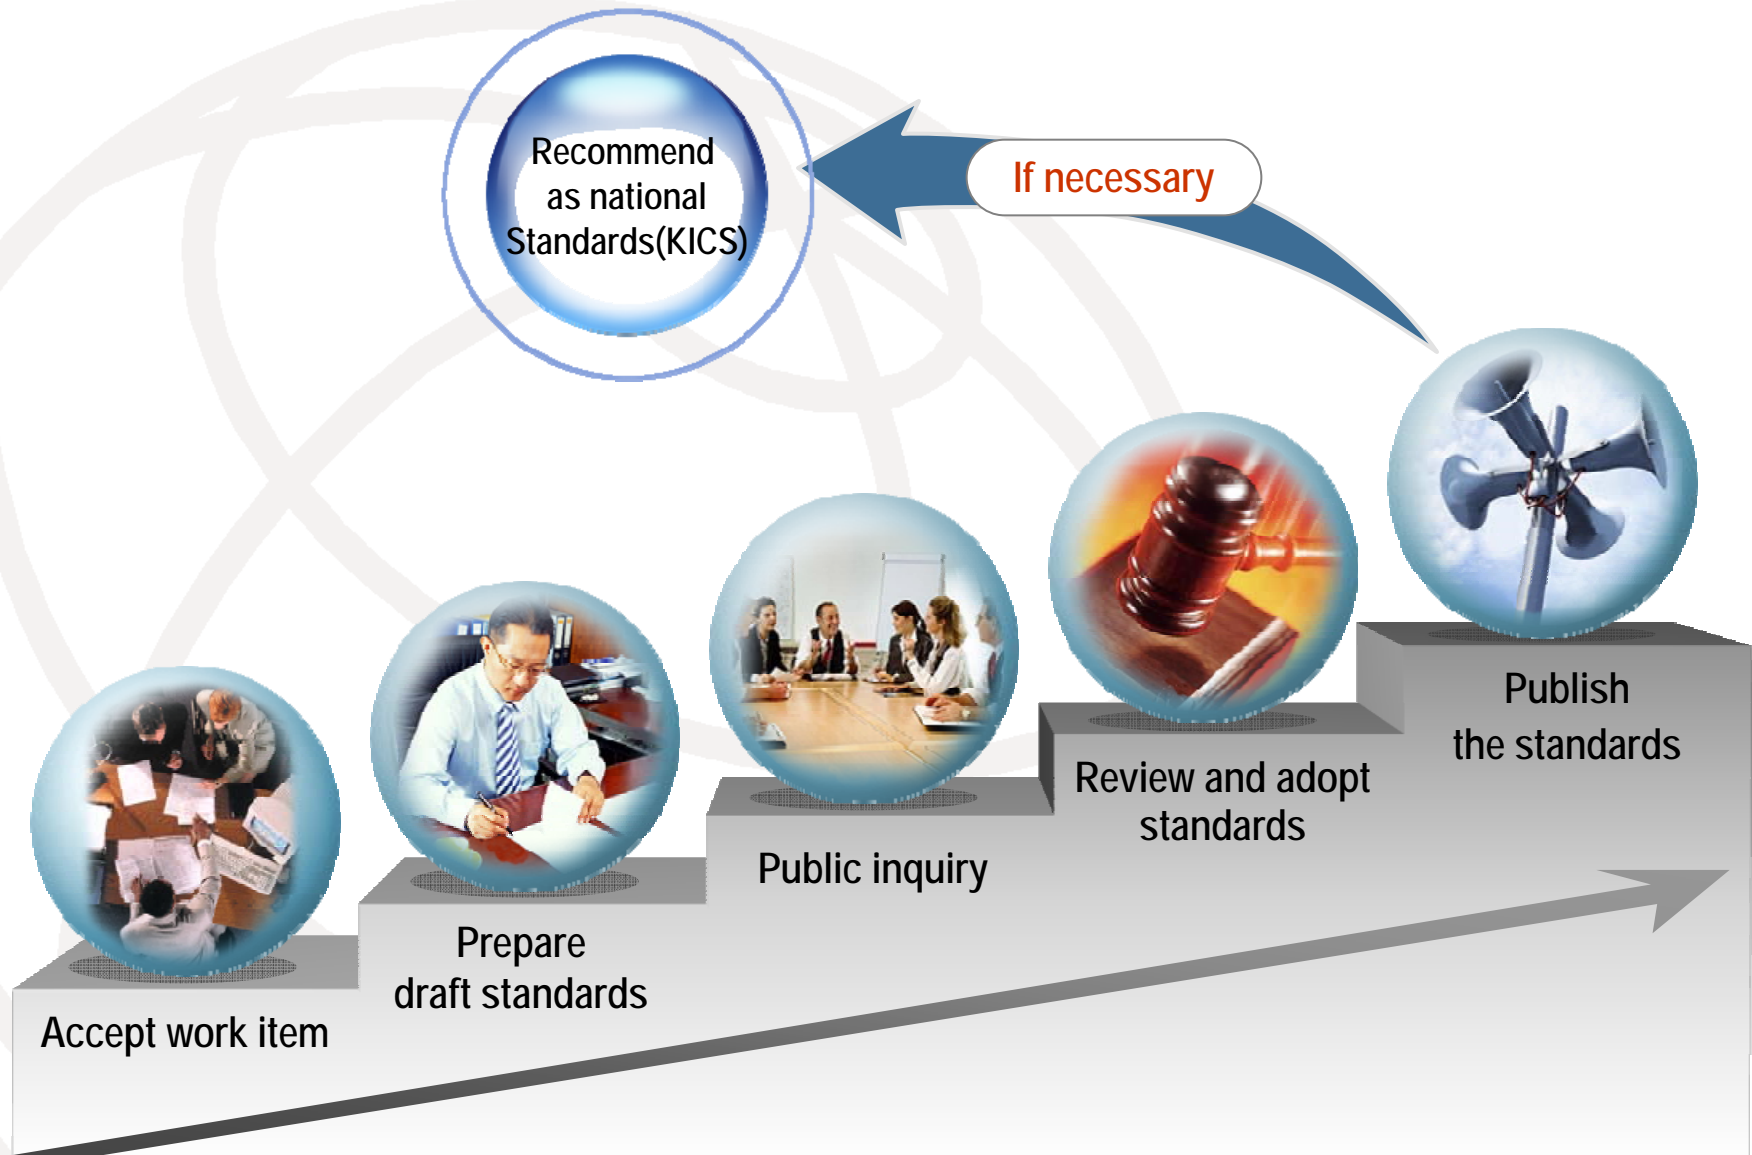 Recommend
as national
Standards(KICS)
If necessary
Accept work item
Prepare
draft standards
Public inquiry
Review and adopt
standards
Publish
the standards